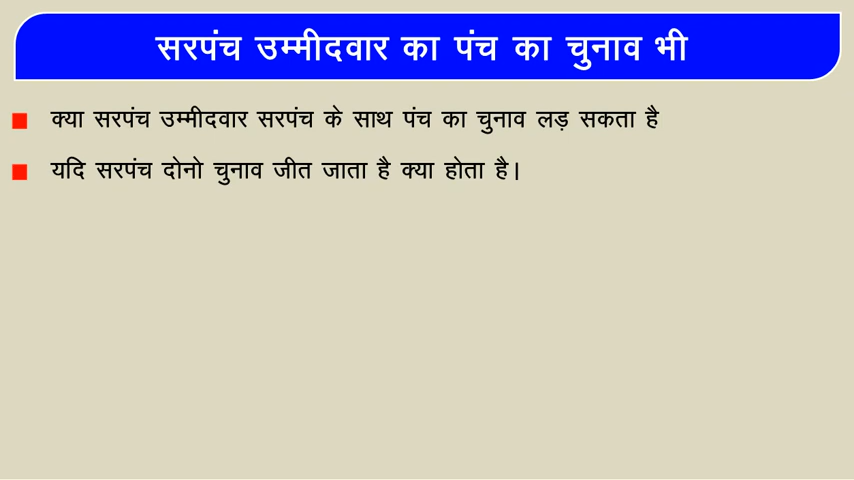 सरपंच उम्मीदवार का पंच का चुनाव भी
क्या सरपंच उम्मीदवार सरपंच के साथ पंच का चुनाव लड़ सकता है
यदि सरपंच दोनो चुनाव जीत जाता है क्या होता है।